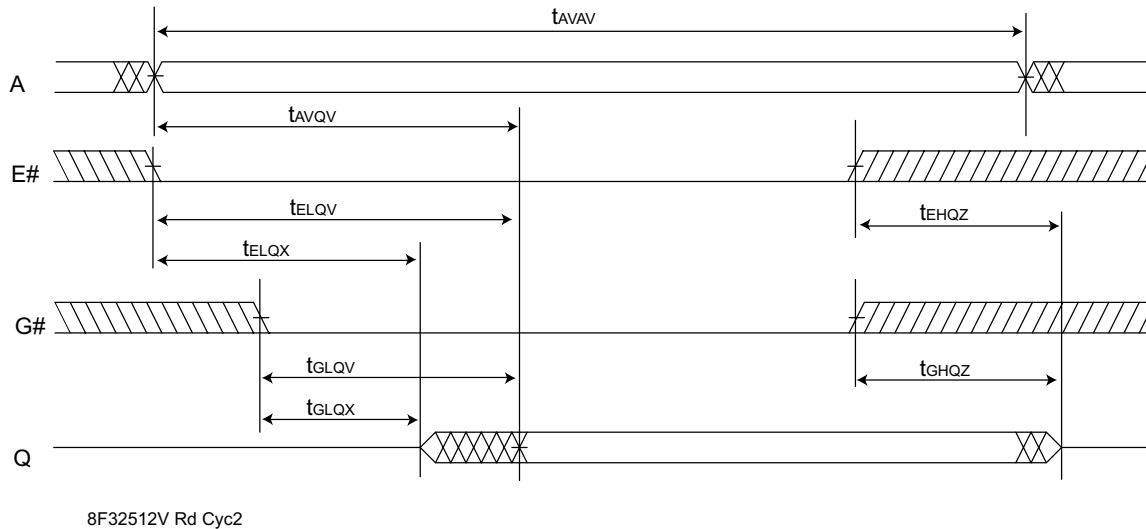 tAVAV
A
tAVQV
E#
tELQV
tEHQZ
tELQX
G#
tGLQV
tGHQZ
tGLQX
Q
8F32512V Rd Cyc2